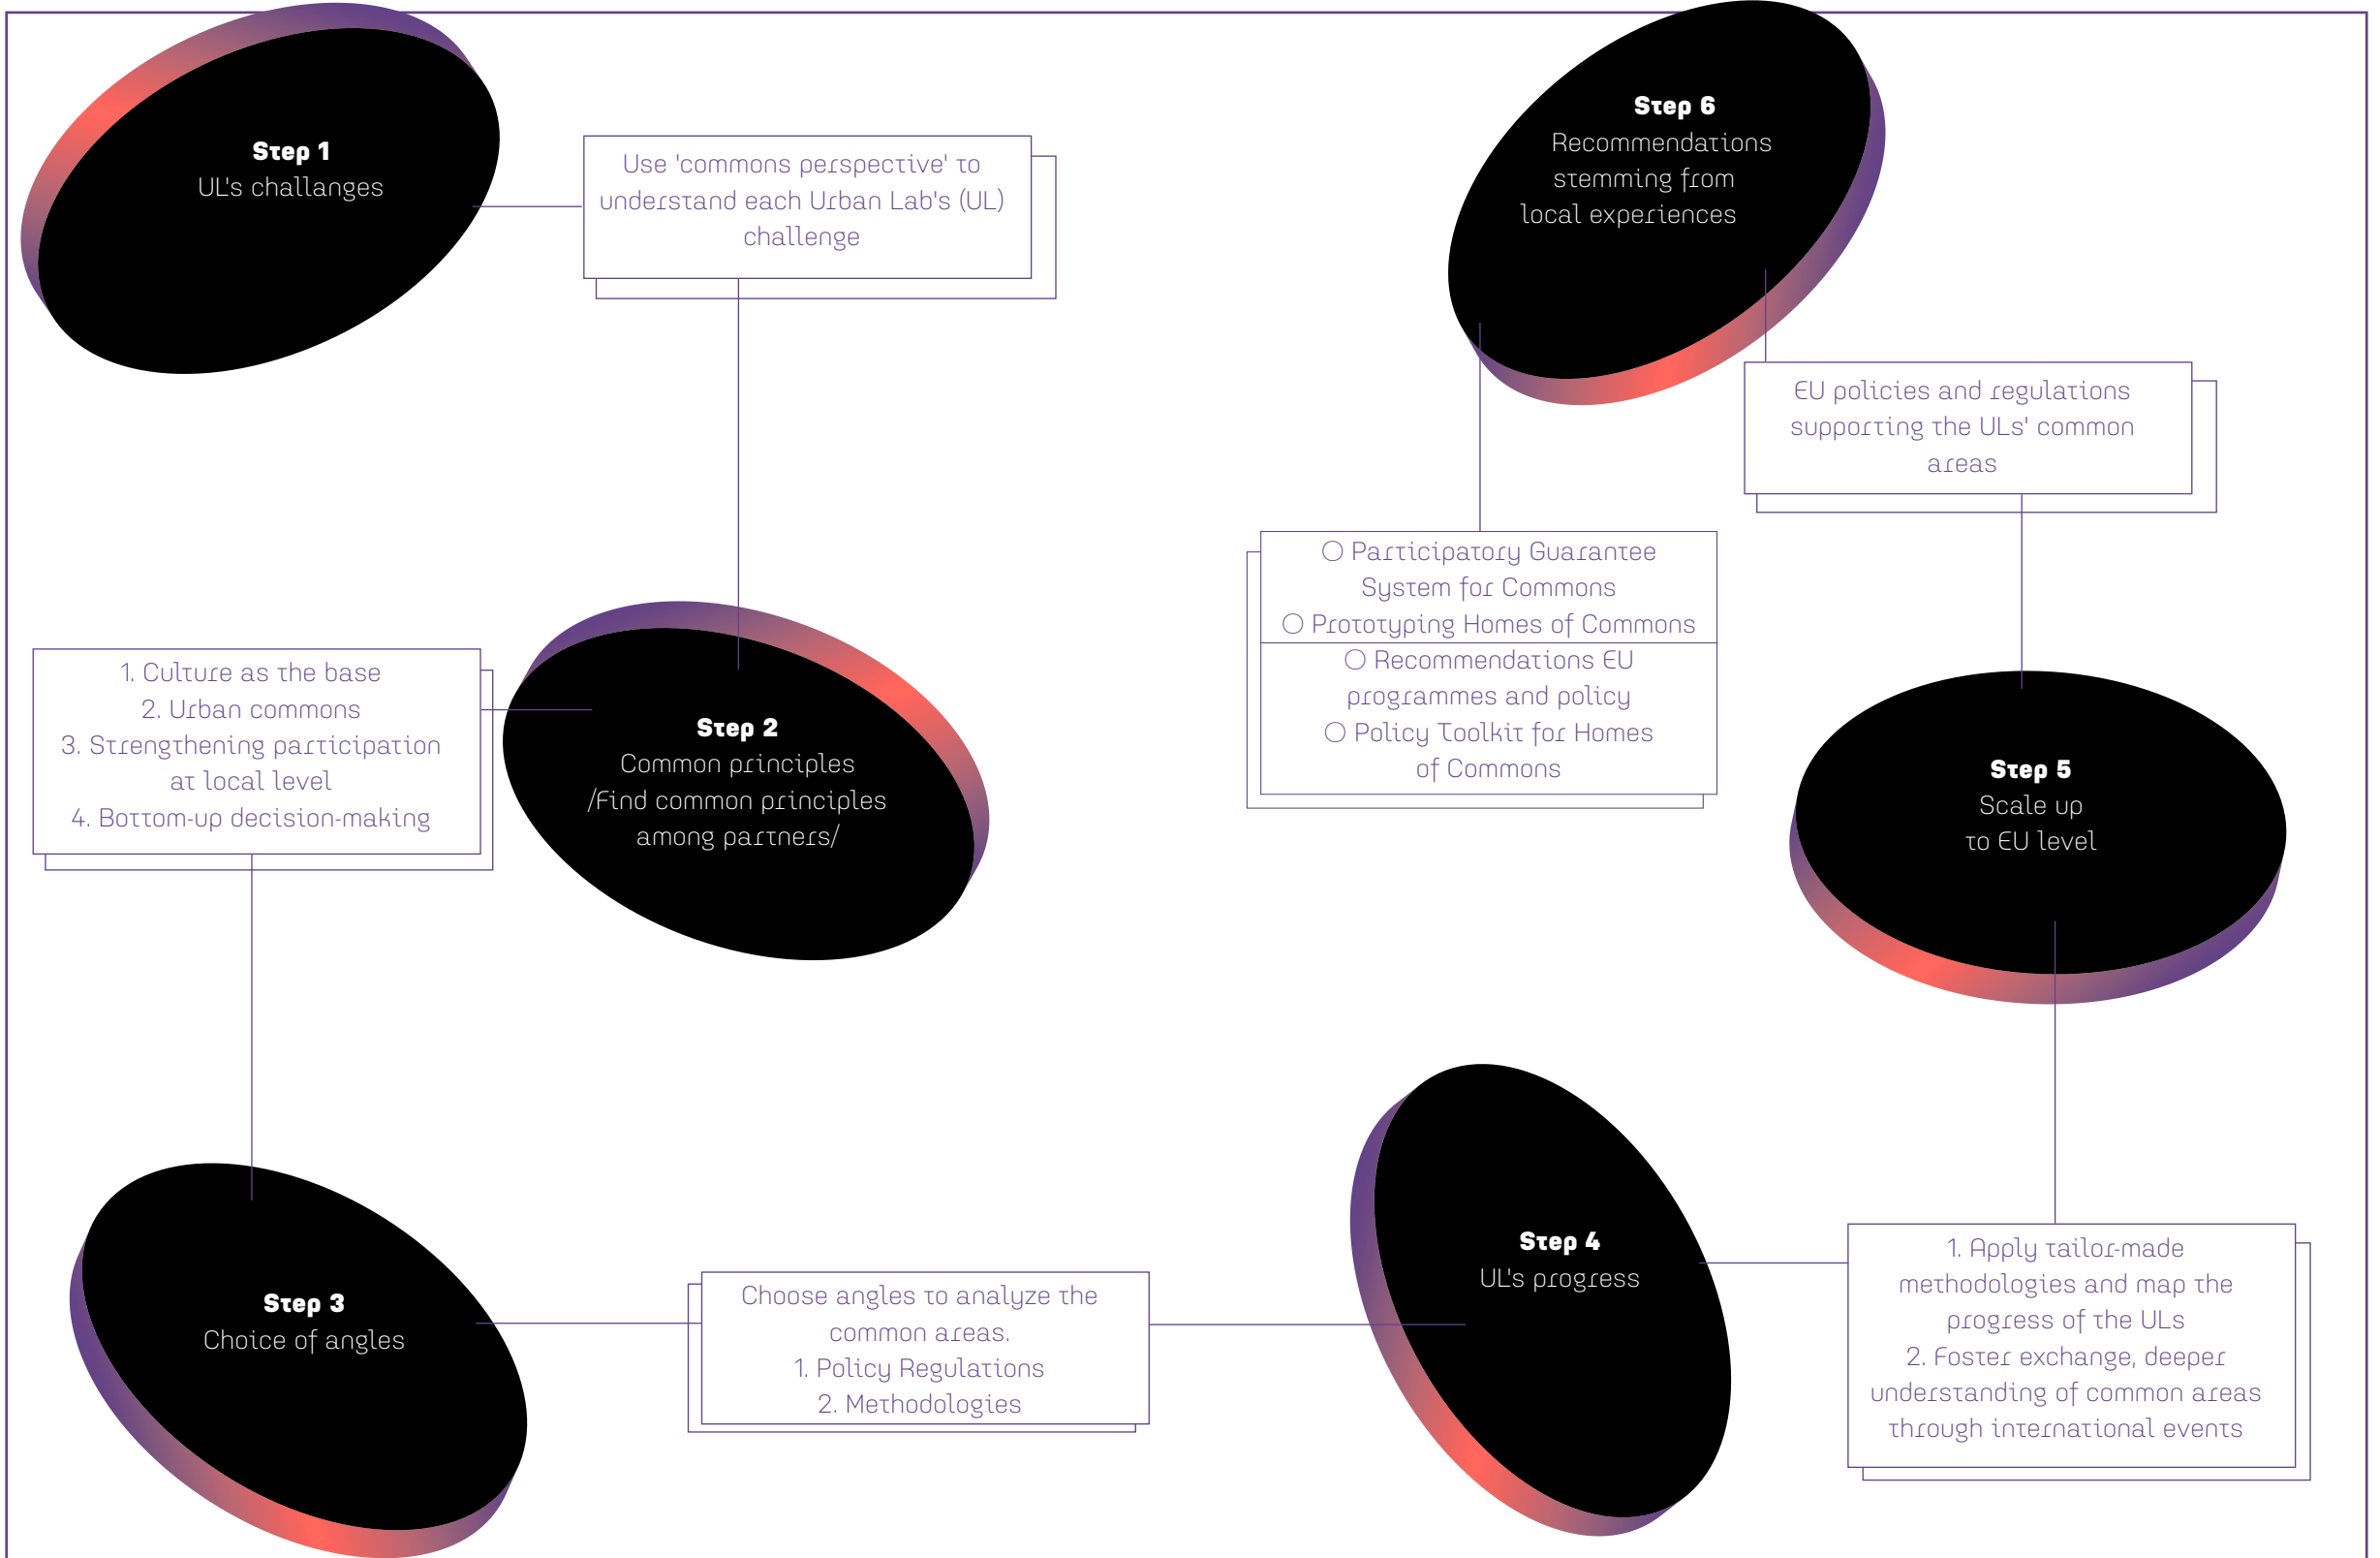 Step 1
UL's challanges
Use 'commons perspective' to
understand each Urban Lab's (UL)
challenge
Step 2
Common principles
/Find common principles
among partners/
1. Culture as the base
2. Urban commons
3. Strengthening participation
at local level
4. Bottom-up decision-making
Step 3
Choice of angles
Choose angles to analyze the
common areas.
1. Policy Regulations
2. Methodologies
Step 4
UL's progress
1. Apply tailor-made
methodologies and map the
progress of the ULs
2. Foster exchange, deeper
understanding of common areas
through international events
Step 5
Scale up
to EU level
EU policies and regulations
supporting the ULs' common
areas
Step 6
Recommendations
stemming from
local experiences
○ Participatory Guarantee
System for Commons
○ Prototyping Homes of Commons
○ Recommendations EU
programmes and policy
○ Policy Toolkit for Homes
of Commons